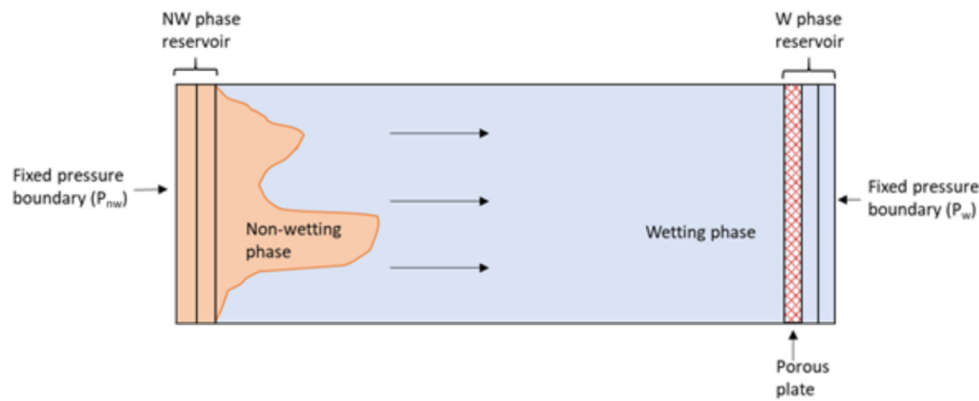 NW phase
reservoir
W phase
reservoir
Fixed pressure
boundary (Pnw)
Fixed pressure
boundary (Pw)
Non-wetting
phase
Wetting phase
Porous
plate